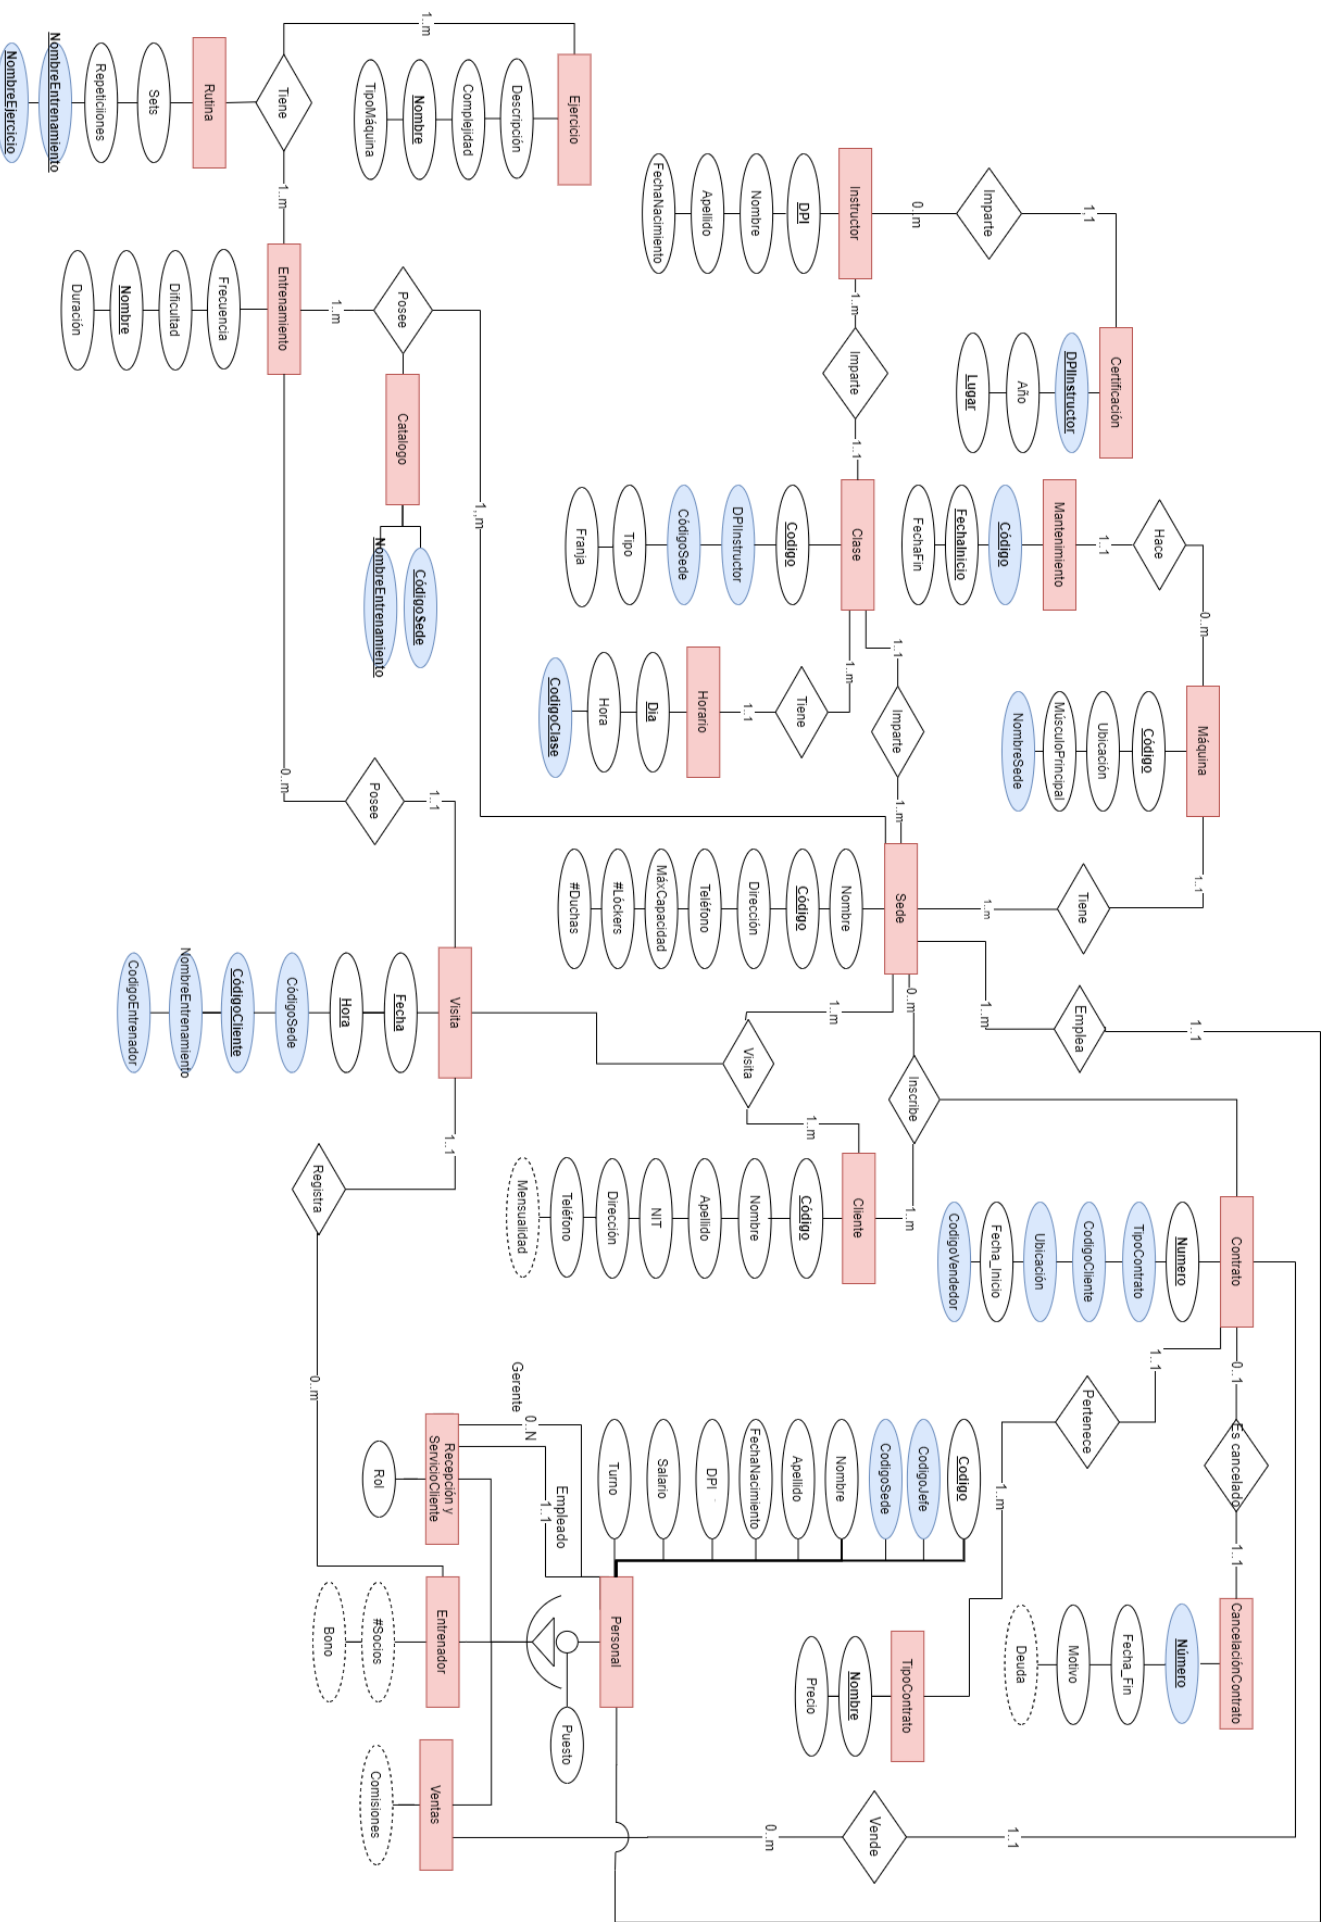 Certificación
DPIInstructor
Año
Lugar
1..1
Imparte
0..m
Instructor
DPI
Nombre
Apellido
FechaNacimiento
1..m
Imparte
1..1
Ejercicio
Descripción
Complejidad
Nombre
TipoMáquina
1..m
Tiene
Rutina
Sets
Repeticiiones
NombreEntrenamiento
NombreEjercicio
1..m
Entrenamiento
Frecuencia
Dificultad
Nombre
Duración
1..m
Posee
Catalogo
CódigoSede
NombreEntrenamiento
1,,m
Máquina
Código
Ubicación
MúsculoPrincipal
NombreSede
0..m
Hace
1..1
Mantenimiento
Código
FechaInicio
FechaFin
Clase
Codigo
DPIInstructor
CódigoSede
Tipo
Franja
1..1
Imparte
1..m
1..m
Tiene
1..1
Horario
Dia
Hora
CodigoClase
1..1
Tiene
1..m
Sede
Nombre
Código
Dirección
Teléfono
MáxCapacidad
#Lóckers
#Duchas
1..m
Emplea
1..1
0..m
Inscribe
1..m
1..m
Visita
1..m
0..m
Posee
1..1
Visita
Fecha
Hora
CódigoSede
CódigoCliente
NombreEntrenamiento
CodigoEntrenador
1..1
Registra
0..m
Cliente
Código
Nombre
Apellido
NIT
Dirección
Teléfono
Mensualidad
Contrato
Numero
TipoContrato
CodigoCliente
Ubicación
Fecha_Inicio
CodigoVendedor
0..1
Es cancelado
1..1
CancelaciónContrato
Número
Fecha_Fin
Motivo
Deuda
1..1
Pertenece
1..m
TipoContrato
Nombre
Precio
1..1
Vende
0..m
Codigo
CodigoJefe
CodigoSede
Nombre
Apellido
FechaNacimiento
DPI
Salario
Turno
Personal
Puesto
Empleado
1..1
Gerente
0..N
Recepción y
ServicioCliente
Rol
Entrenador
#Socios
Bono
Ventas
Comisiones